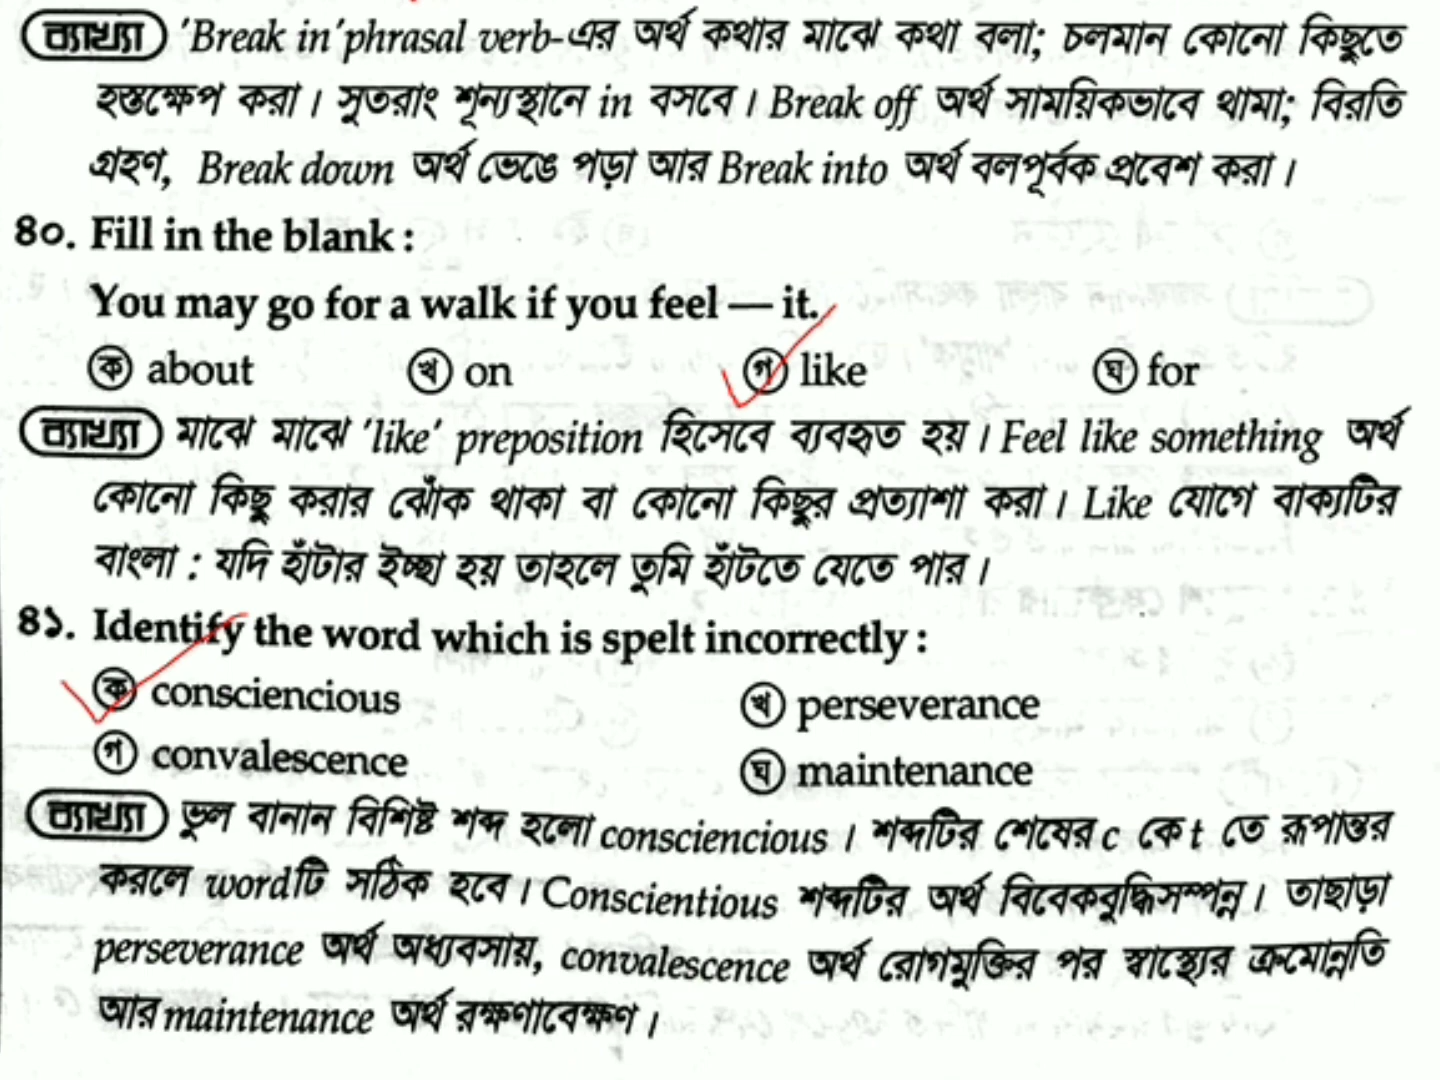 ব্যাখ্যা 'Break in' phrasal verb-এর অর্থ কথার মাঝে কথা বলা; চলমান কোনো কিছুতে
হস্তক্ষেপ করা। সুতরাং শূন্যস্থানে in বসবে। Break off অর্থ সাময়িকভাবে থামা; বিরতি
গ্রহণ, Break down অর্থ ভেঙে পড়া আর Break into অর্থ বলপূর্বক প্রবেশ করা।
৪০. Fill in the blank :
You may go for a walk if you feel — it.
ক about খ on গ like ঘ for
ব্যাখ্যা মাঝে মাঝে 'like' preposition হিসেবে ব্যবহৃত হয়। Feel like something অর্থ
কোনো কিছু করার ঝোঁক থাকা বা কোনো কিছুর প্রত্যাশা করা। Like যোগে বাক্যটির
বাংলা : যদি হাঁটার ইচ্ছা হয় তাহলে তুমি হাঁটতে যেতে পার।
৪১. Identify the word which is spelt incorrectly :
ক consciencious খ perseverance
গ convalescence ঘ maintenance
ব্যাখ্যা ভুল বানান বিশিষ্ট শব্দ হলো consciencious । শব্দটির শেষের c কে t তে রূপান্তর
করলে wordটি সঠিক হবে। Conscientious শব্দটির অর্থ বিবেকবুদ্ধিসম্পন্ন। তাছাড়া
perseverance অর্থ অধ্যবসায়, convalescence অর্থ রোগমুক্তির পর স্বাস্থ্যের ক্রমোন্নতি
আর maintenance অর্থ রক্ষণাবেক্ষণ।